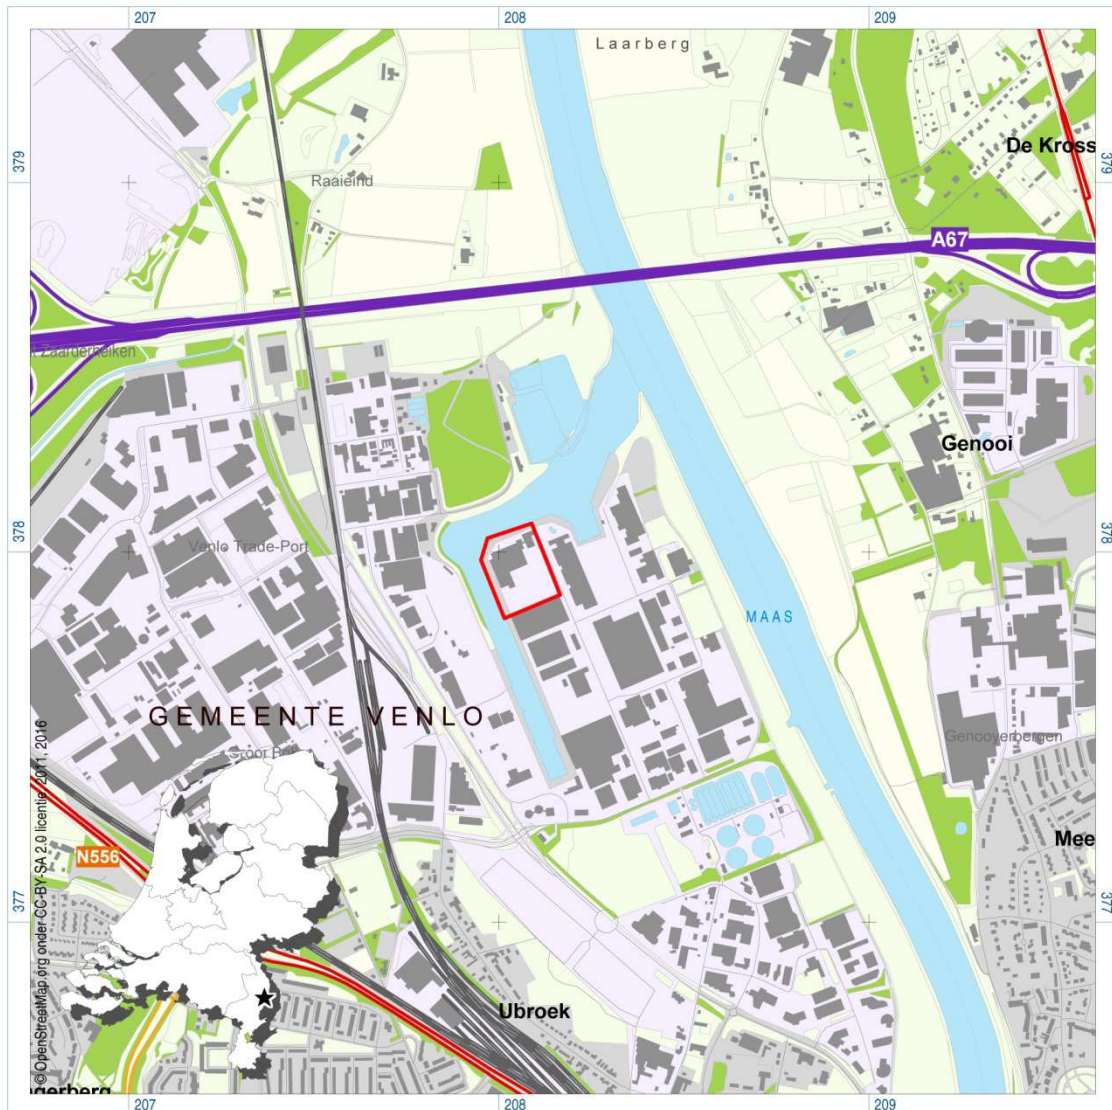 207
208
209
Laarberg
De Kross
379
379
Raaieind
A67
Zaarderheiken
Genooi
378
378
Venlo Trade-Port
MAAS
GEMEENTE VENLO
Genooyerbergen
© OpenStreetMap.org onder CC-BY-SA 2.0 licentie 2011, 2016
Mee
N556
377
377
Ubroek
gerberg
207
208
209